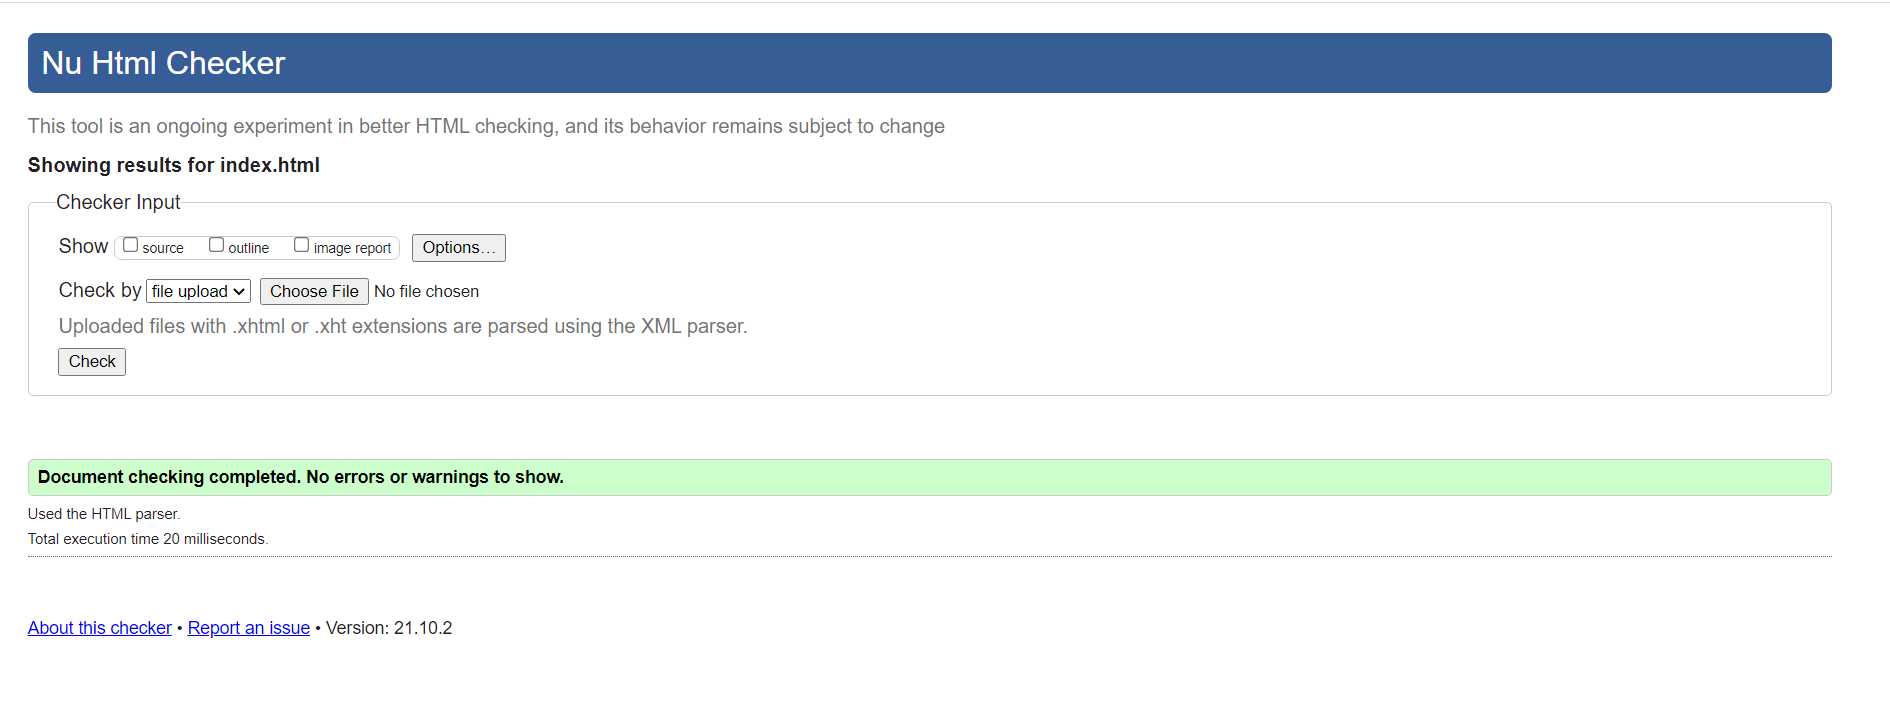 Nu Html Checker
This tool is an ongoing experiment in better HTML checking, and its behavior remains subject to change
Showing results for index.html
Checker Input
Show source outline image report Options...
Check by file upload Choose File No file chosen
Uploaded files with .xhtml or .xht extensions are parsed using the XML parser.
Check
Document checking completed. No errors or warnings to show.
Used the HTML parser.
Total execution time 20 milliseconds.
About this checker • Report an issue • Version: 21.10.2